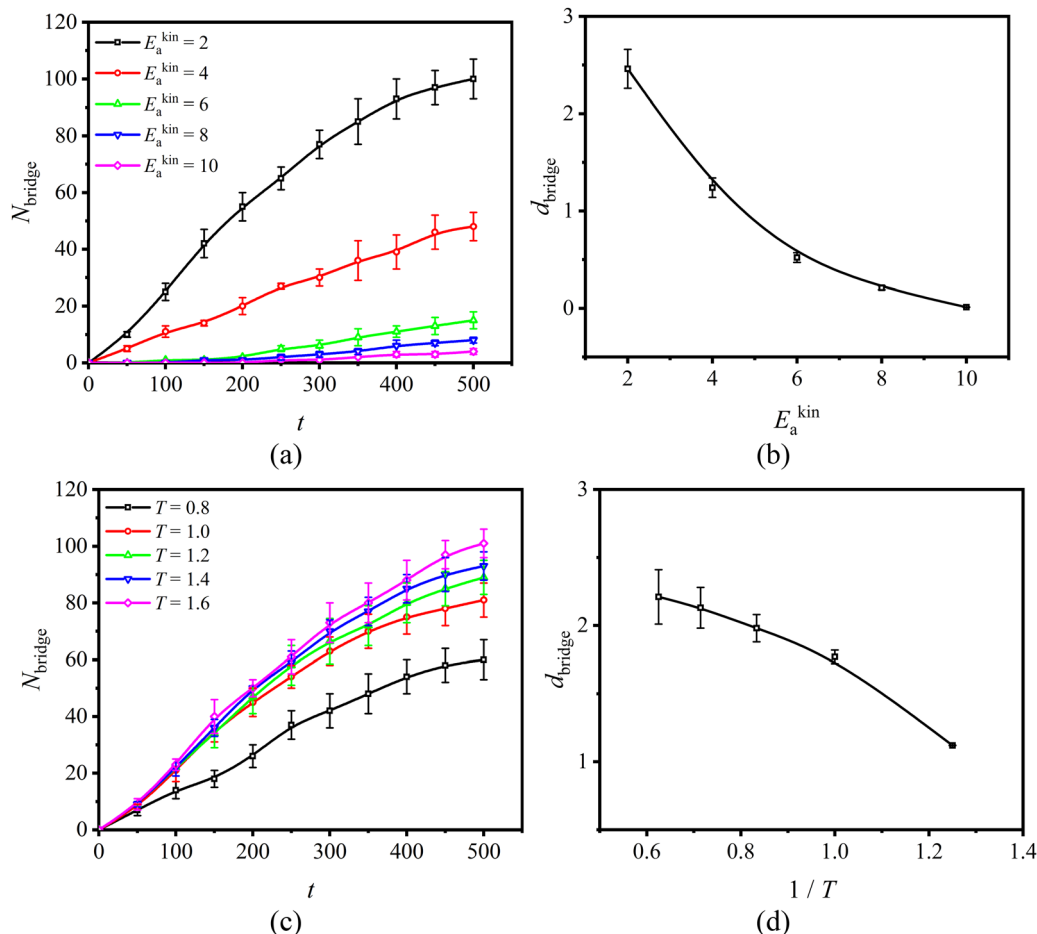 120
100
80
60
40
20
0
N_bridge
E_a^kin = 2
E_a^kin = 4
E_a^kin = 6
E_a^kin = 8
E_a^kin = 10
0 100 200 300 400 500
t
(a)
3
2
1
0
d_bridge
2 4 6 8 10
E_a^kin
(b)
120
100
80
60
40
20
0
N_bridge
T = 0.8
T = 1.0
T = 1.2
T = 1.4
T = 1.6
0 100 200 300 400 500
t
(c)
3
2
1
d_bridge
0.6 0.8 1.0 1.2 1.4
1 / T
(d)